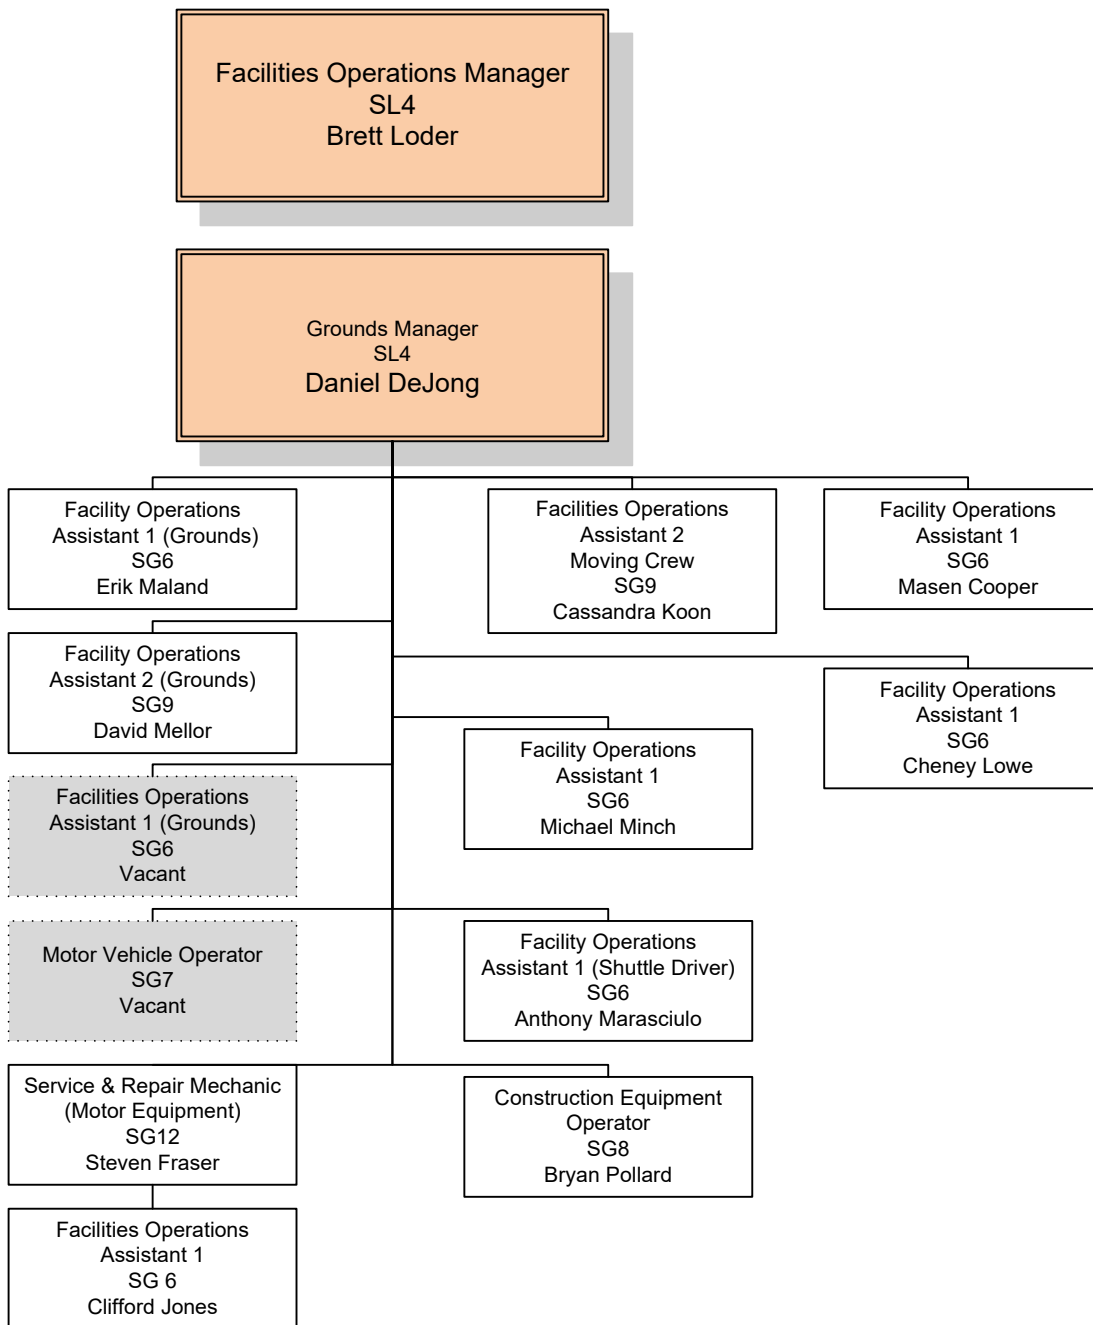 Facilities Operations Manager
SL4
Brett Loder
Grounds Manager
SL4
Daniel DeJong
Facility Operations
Assistant 1 (Grounds)
SG6
Erik Maland
Facilities Operations
Assistant 2
Moving Crew
SG9
Cassandra Koon
Facility Operations
Assistant 1
SG6
Masen Cooper
Facility Operations
Assistant 2 (Grounds)
SG9
David Mellor
Facility Operations
Assistant 1
SG6
Cheney Lowe
Facility Operations
Assistant 1
SG6
Michael Minch
Facilities Operations
Assistant 1 (Grounds)
SG6
Vacant
Motor Vehicle Operator
SG7
Vacant
Facility Operations
Assistant 1 (Shuttle Driver)
SG6
Anthony Marasciulo
Service & Repair Mechanic
(Motor Equipment)
SG12
Steven Fraser
Construction Equipment
Operator
SG8
Bryan Pollard
Facilities Operations
Assistant 1
SG 6
Clifford Jones